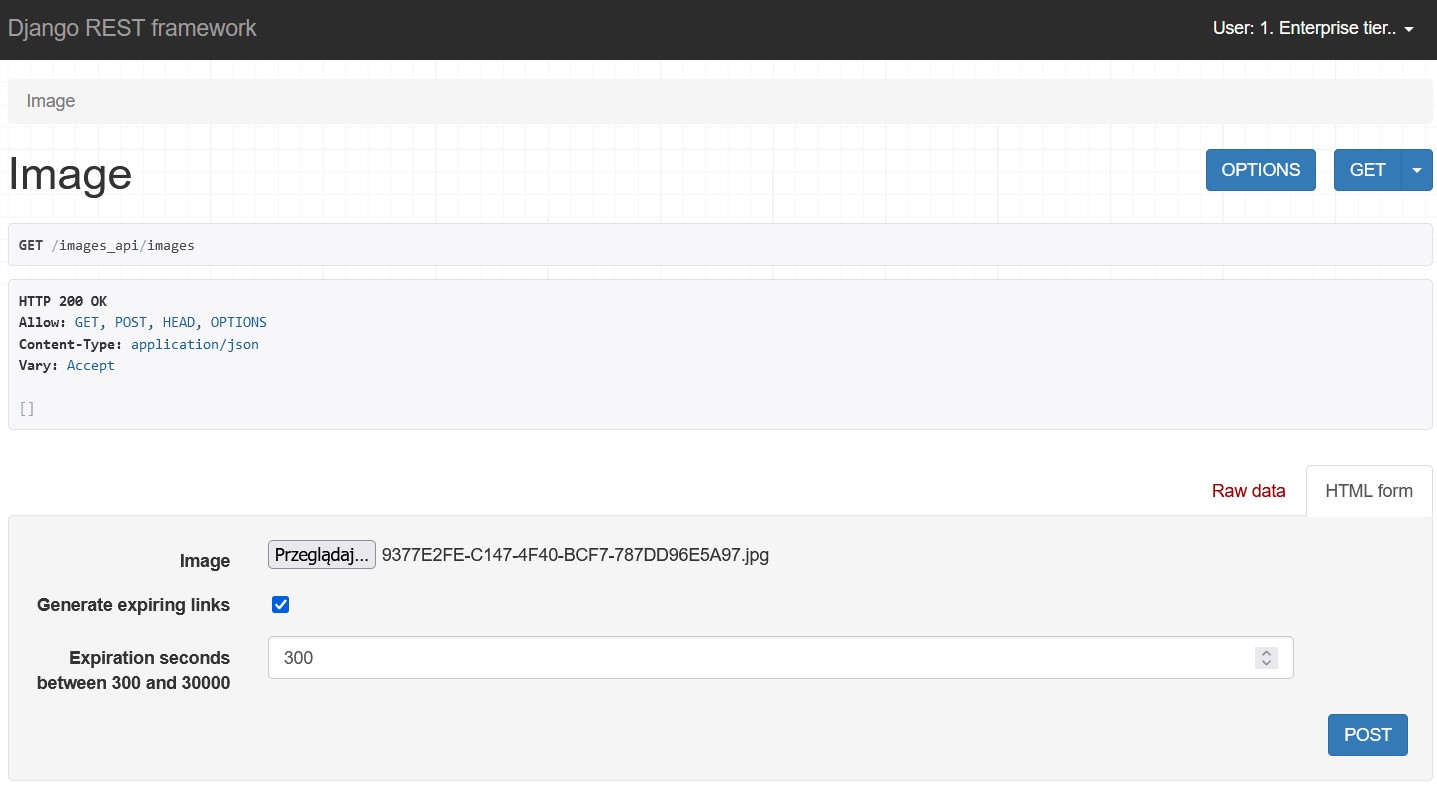 Django REST framework
User: 1. Enterprise tier..
Image
Image
OPTIONS
GET
GET /images_api/images
HTTP 200 OK
Allow: GET, POST, HEAD, OPTIONS
Content-Type: application/json
Vary: Accept
[]
Raw data
HTML form
Image
Przeglądaj... 9377E2FE-C147-4F40-BCF7-787DD96E5A97.jpg
Generate expiring links
Expiration seconds
between 300 and 30000
300
POST